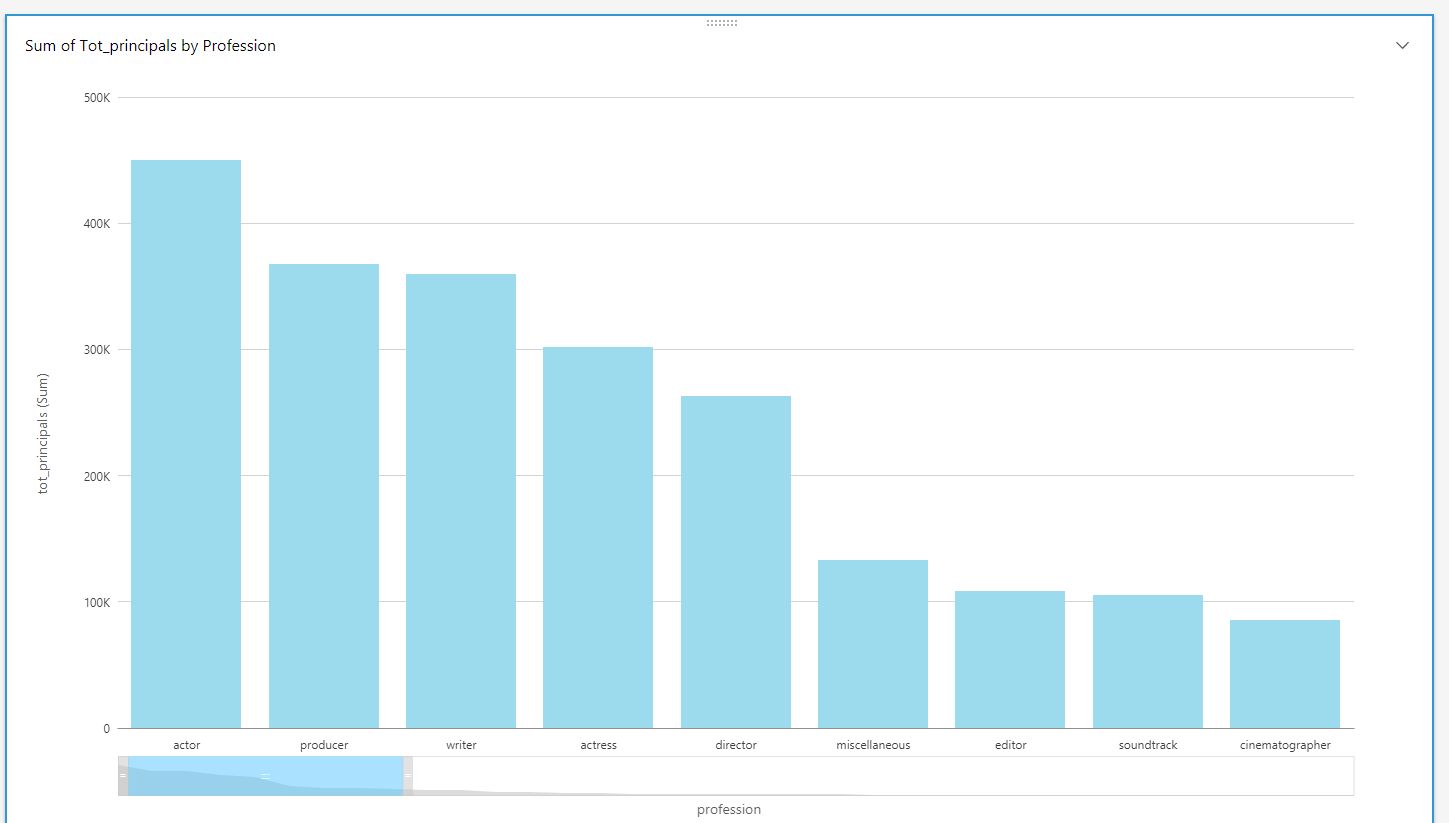 Sum of Tot_principals by Profession
500K
400K
300K
200K
100K
0
tot_principals (Sum)
actor producer writer actress director miscellaneous editor soundtrack cinematographer
profession